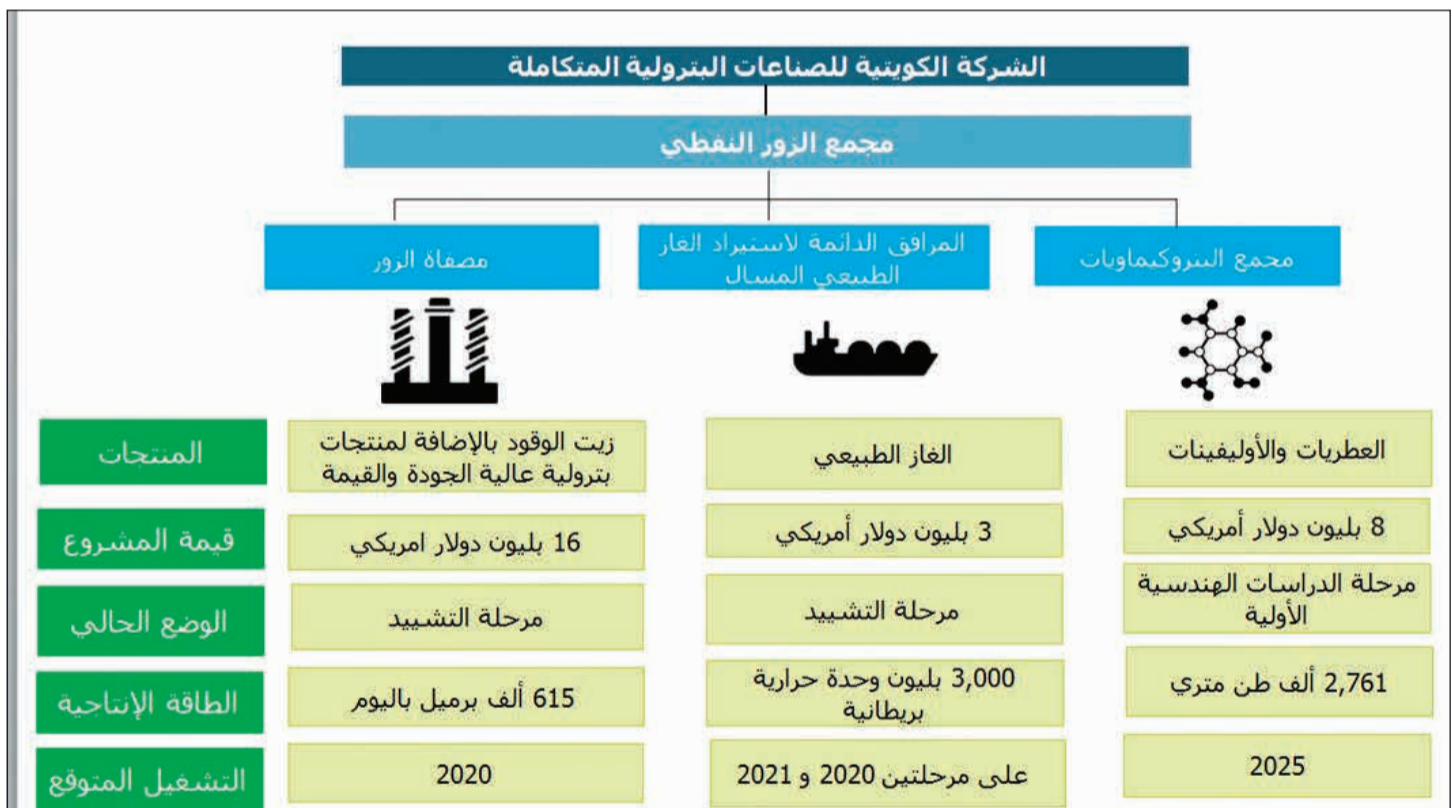 الشركة الكويتية للصناعات البترولية المتكاملة
مجمع الزور النفطي
مجمع البتروكيماويات
المرافق الدائمة لاستيراد الغاز
الطبيعي المسال
مصفاة الزور
المنتجات
العطريات والأوليفينات
الغاز الطبيعي
زيت الوقود بالإضافة لمنتجات
بترولية عالية الجودة والقيمة
قيمة المشروع
8 بليون دولار أمريكي
3 بليون دولار أمريكي
16 بليون دولار امريكي
الوضع الحالي
مرحلة الدراسات الهندسية
الأولية
مرحلة التشييد
مرحلة التشييد
الطاقة الإنتاجية
2,761 ألف طن متري
3,000 بليون وحدة حرارية
بريطانية
615 ألف برميل باليوم
التشغيل المتوقع
2025
على مرحلتين 2020 و 2021
2020